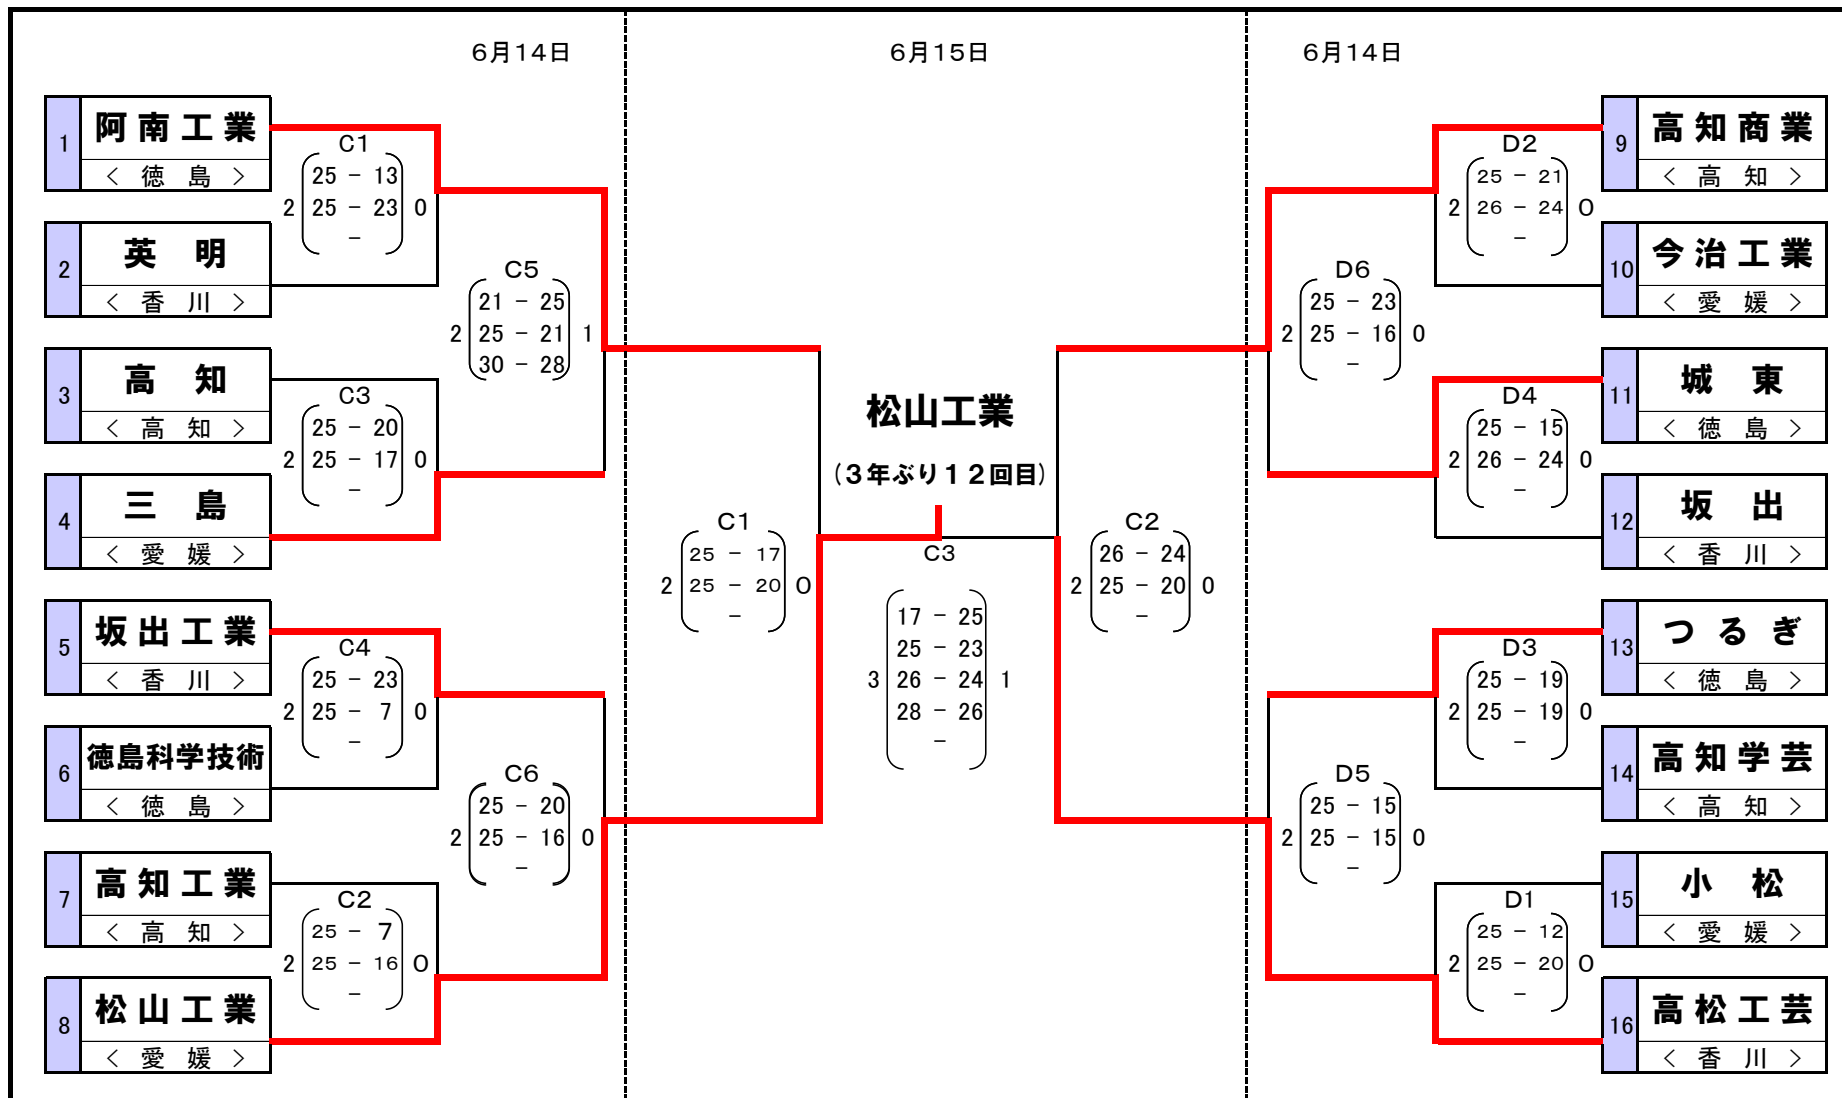 6月14日
6月15日
6月14日
1
阿南工業
＜ 徳 島 ＞
C1
25 － 13
2 25 － 23 0
－
2
英 明
＜ 香 川 ＞
C5
21 － 25
2 25 － 21 1
30 － 28
3
高 知
＜ 高 知 ＞
C3
25 － 20
2 25 － 17 0
－
4
三 島
＜ 愛 媛 ＞
5
坂出工業
＜ 香 川 ＞
C4
25 － 23
2 25 － 7 0
－
6
徳島科学技術
＜ 徳 島 ＞
C6
25 － 20
2 25 － 16 0
－
7
高知工業
＜ 高 知 ＞
C2
25 － 7
2 25 － 16 0
－
8
松山工業
＜ 愛 媛 ＞
松山工業
（３年ぶり１２回目）
C1
25 － 17
2 25 － 20 0
－
C3
17 － 25
25 － 23
3 26 － 24 1
28 － 26
－
C2
26 － 24
2 25 － 20 0
－
9
高知商業
＜ 高 知 ＞
D2
25 － 21
2 26 － 24 0
－
10
今治工業
＜ 愛 媛 ＞
D6
25 － 23
2 25 － 16 0
－
11
城 東
＜ 徳 島 ＞
D4
25 － 15
2 26 － 24 0
－
12
坂 出
＜ 香 川 ＞
13
つるぎ
＜ 徳 島 ＞
D3
25 － 19
2 25 － 19 0
－
14
高知学芸
＜ 高 知 ＞
D5
25 － 15
2 25 － 15 0
－
15
小 松
＜ 愛 媛 ＞
D1
25 － 12
2 25 － 20 0
－
16
高松工芸
＜ 香 川 ＞